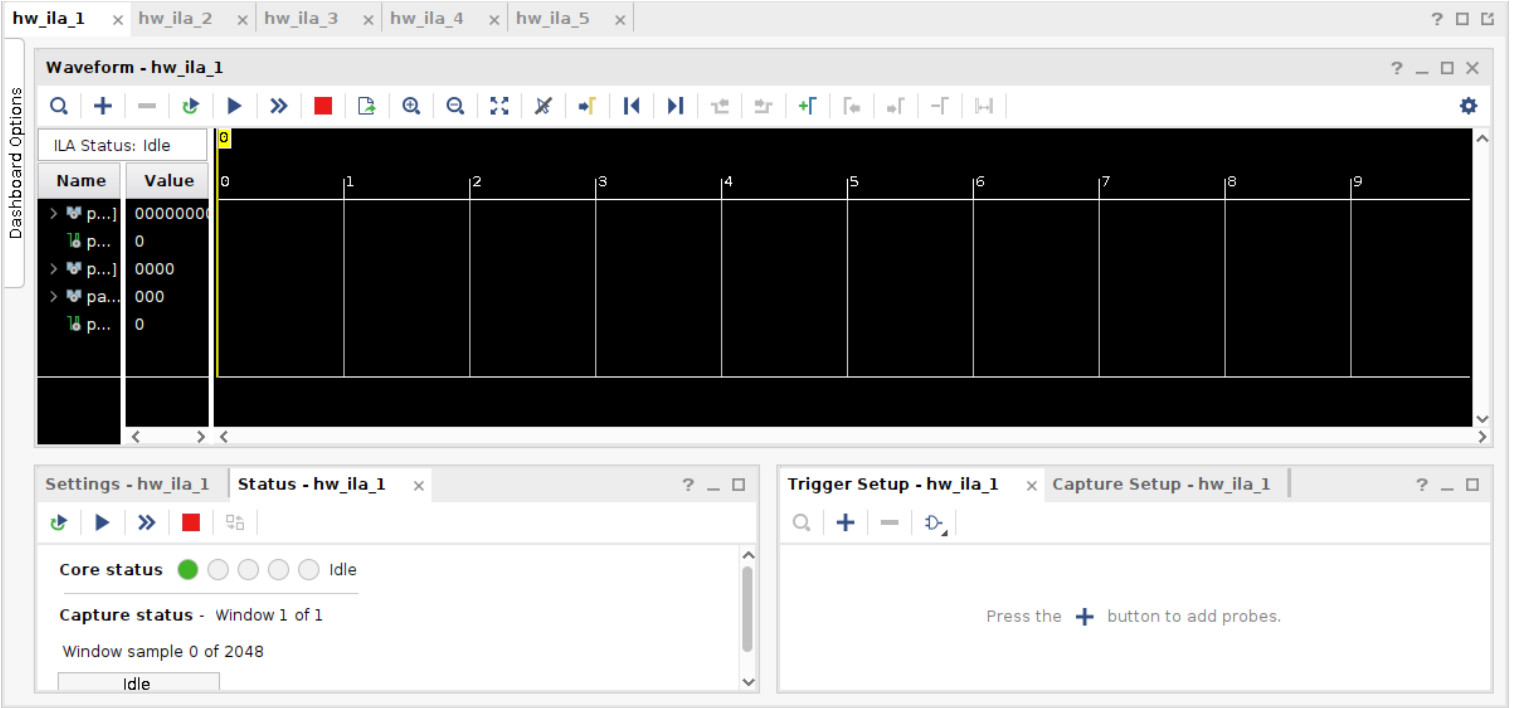 hw_ila_1 × hw_ila_2 × hw_ila_3 × hw_ila_4 × hw_ila_5 × ?
Dashboard Options
Waveform - hw_ila_1 ?
ILA Status: Idle
0
Name Value 0 1 2 3 4 5 6 7 8 9
> p...] 00000000
p... 0
> p...] 0000
> pa... 000
p... 0
Settings - hw_ila_1 Status - hw_ila_1 × ?
Core status Idle
Capture status - Window 1 of 1
Window sample 0 of 2048
Idle
Trigger Setup - hw_ila_1 × Capture Setup - hw_ila_1 ?
Press the + button to add probes.